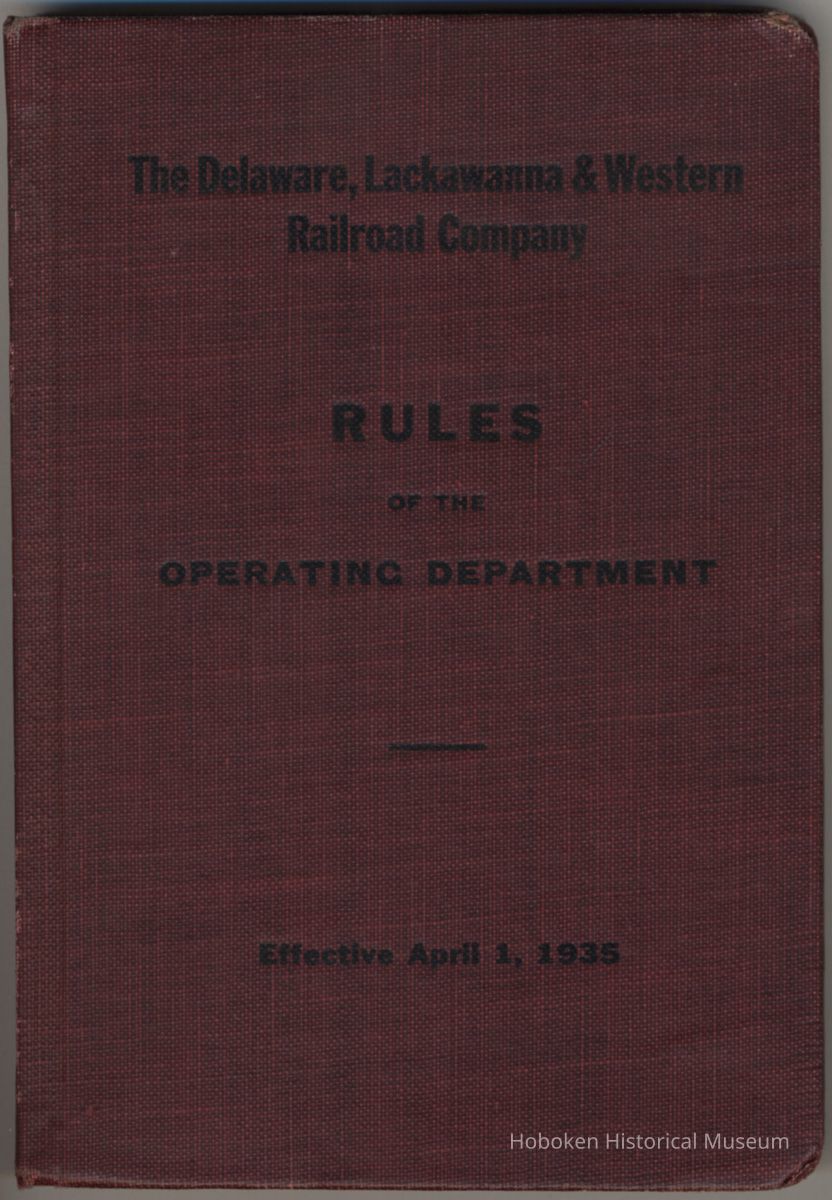 The Delaware, Lackawanna & Western
Railroad Company
RULES
OF THE
OPERATING DEPARTMENT
Effective April 1, 1935
Hoboken Historical Museum